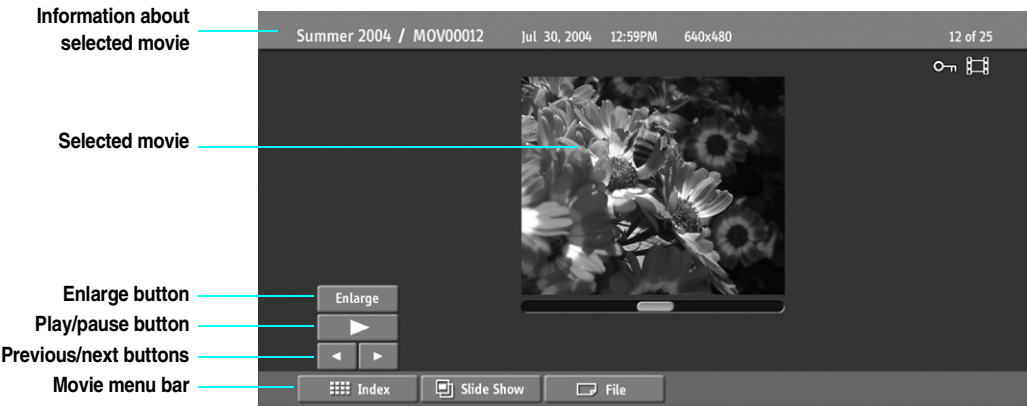 Information about
selected movie
Summer 2004 / MOV00012 Jul 30, 2004 12:59PM 640x480 12 of 25
Selected movie
Enlarge button
Enlarge
Play/pause button
Previous/next buttons
Movie menu bar
Index Slide Show File